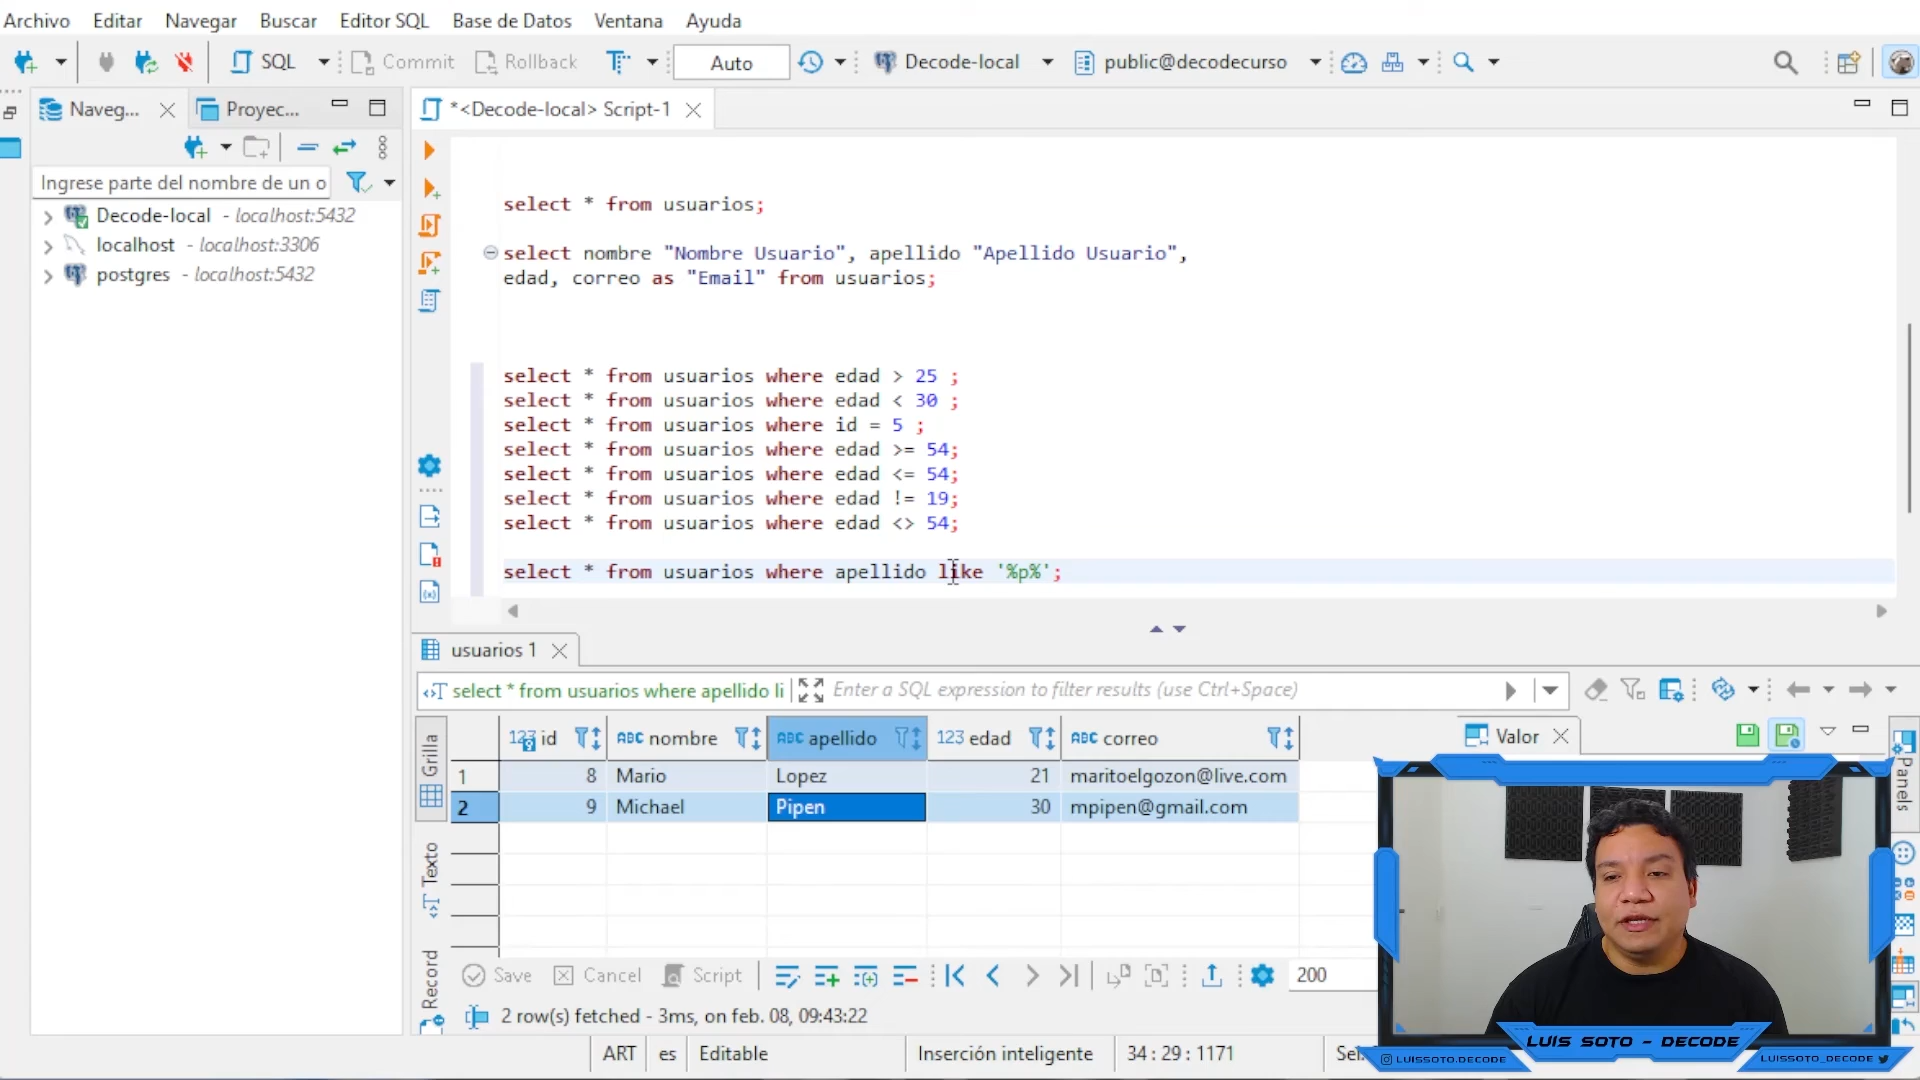 Archivo Editar Navegar Buscar Editor SQL Base de Datos Ventana Ayuda
SQL Commit Rollback Auto Decode-local public@decodecurso
Naveg... Proyec...
*<Decode-local> Script-1
Ingrese parte del nombre de un o
Decode-local - localhost:5432
localhost - localhost:3306
postgres - localhost:5432
select * from usuarios;
select nombre "Nombre Usuario", apellido "Apellido Usuario",
edad, correo as "Email" from usuarios;
select * from usuarios where edad > 25 ;
select * from usuarios where edad < 30 ;
select * from usuarios where id = 5 ;
select * from usuarios where edad >= 54;
select * from usuarios where edad <= 54;
select * from usuarios where edad != 19;
select * from usuarios where edad <> 54;
select * from usuarios where apellido like '%p%';
usuarios 1
select * from usuarios where apellido li
Enter a SQL expression to filter results (use Ctrl+Space)
Grilla
Texto
Record
123 id ABC nombre ABC apellido 123 edad ABC correo
1 8 Mario Lopez 21 maritoelgozon@live.com
2 9 Michael Pipen 30 mpipen@gmail.com
Valor
Panels
Save Cancel Script 200
2 row(s) fetched - 3ms, on feb. 08, 09:43:22
ART es Editable Inserción inteligente 34 : 29 : 1171 Sel:
LUIS SOTO - DECODE
LUISSOTO.DECODE
LUISSOTO_DECODE